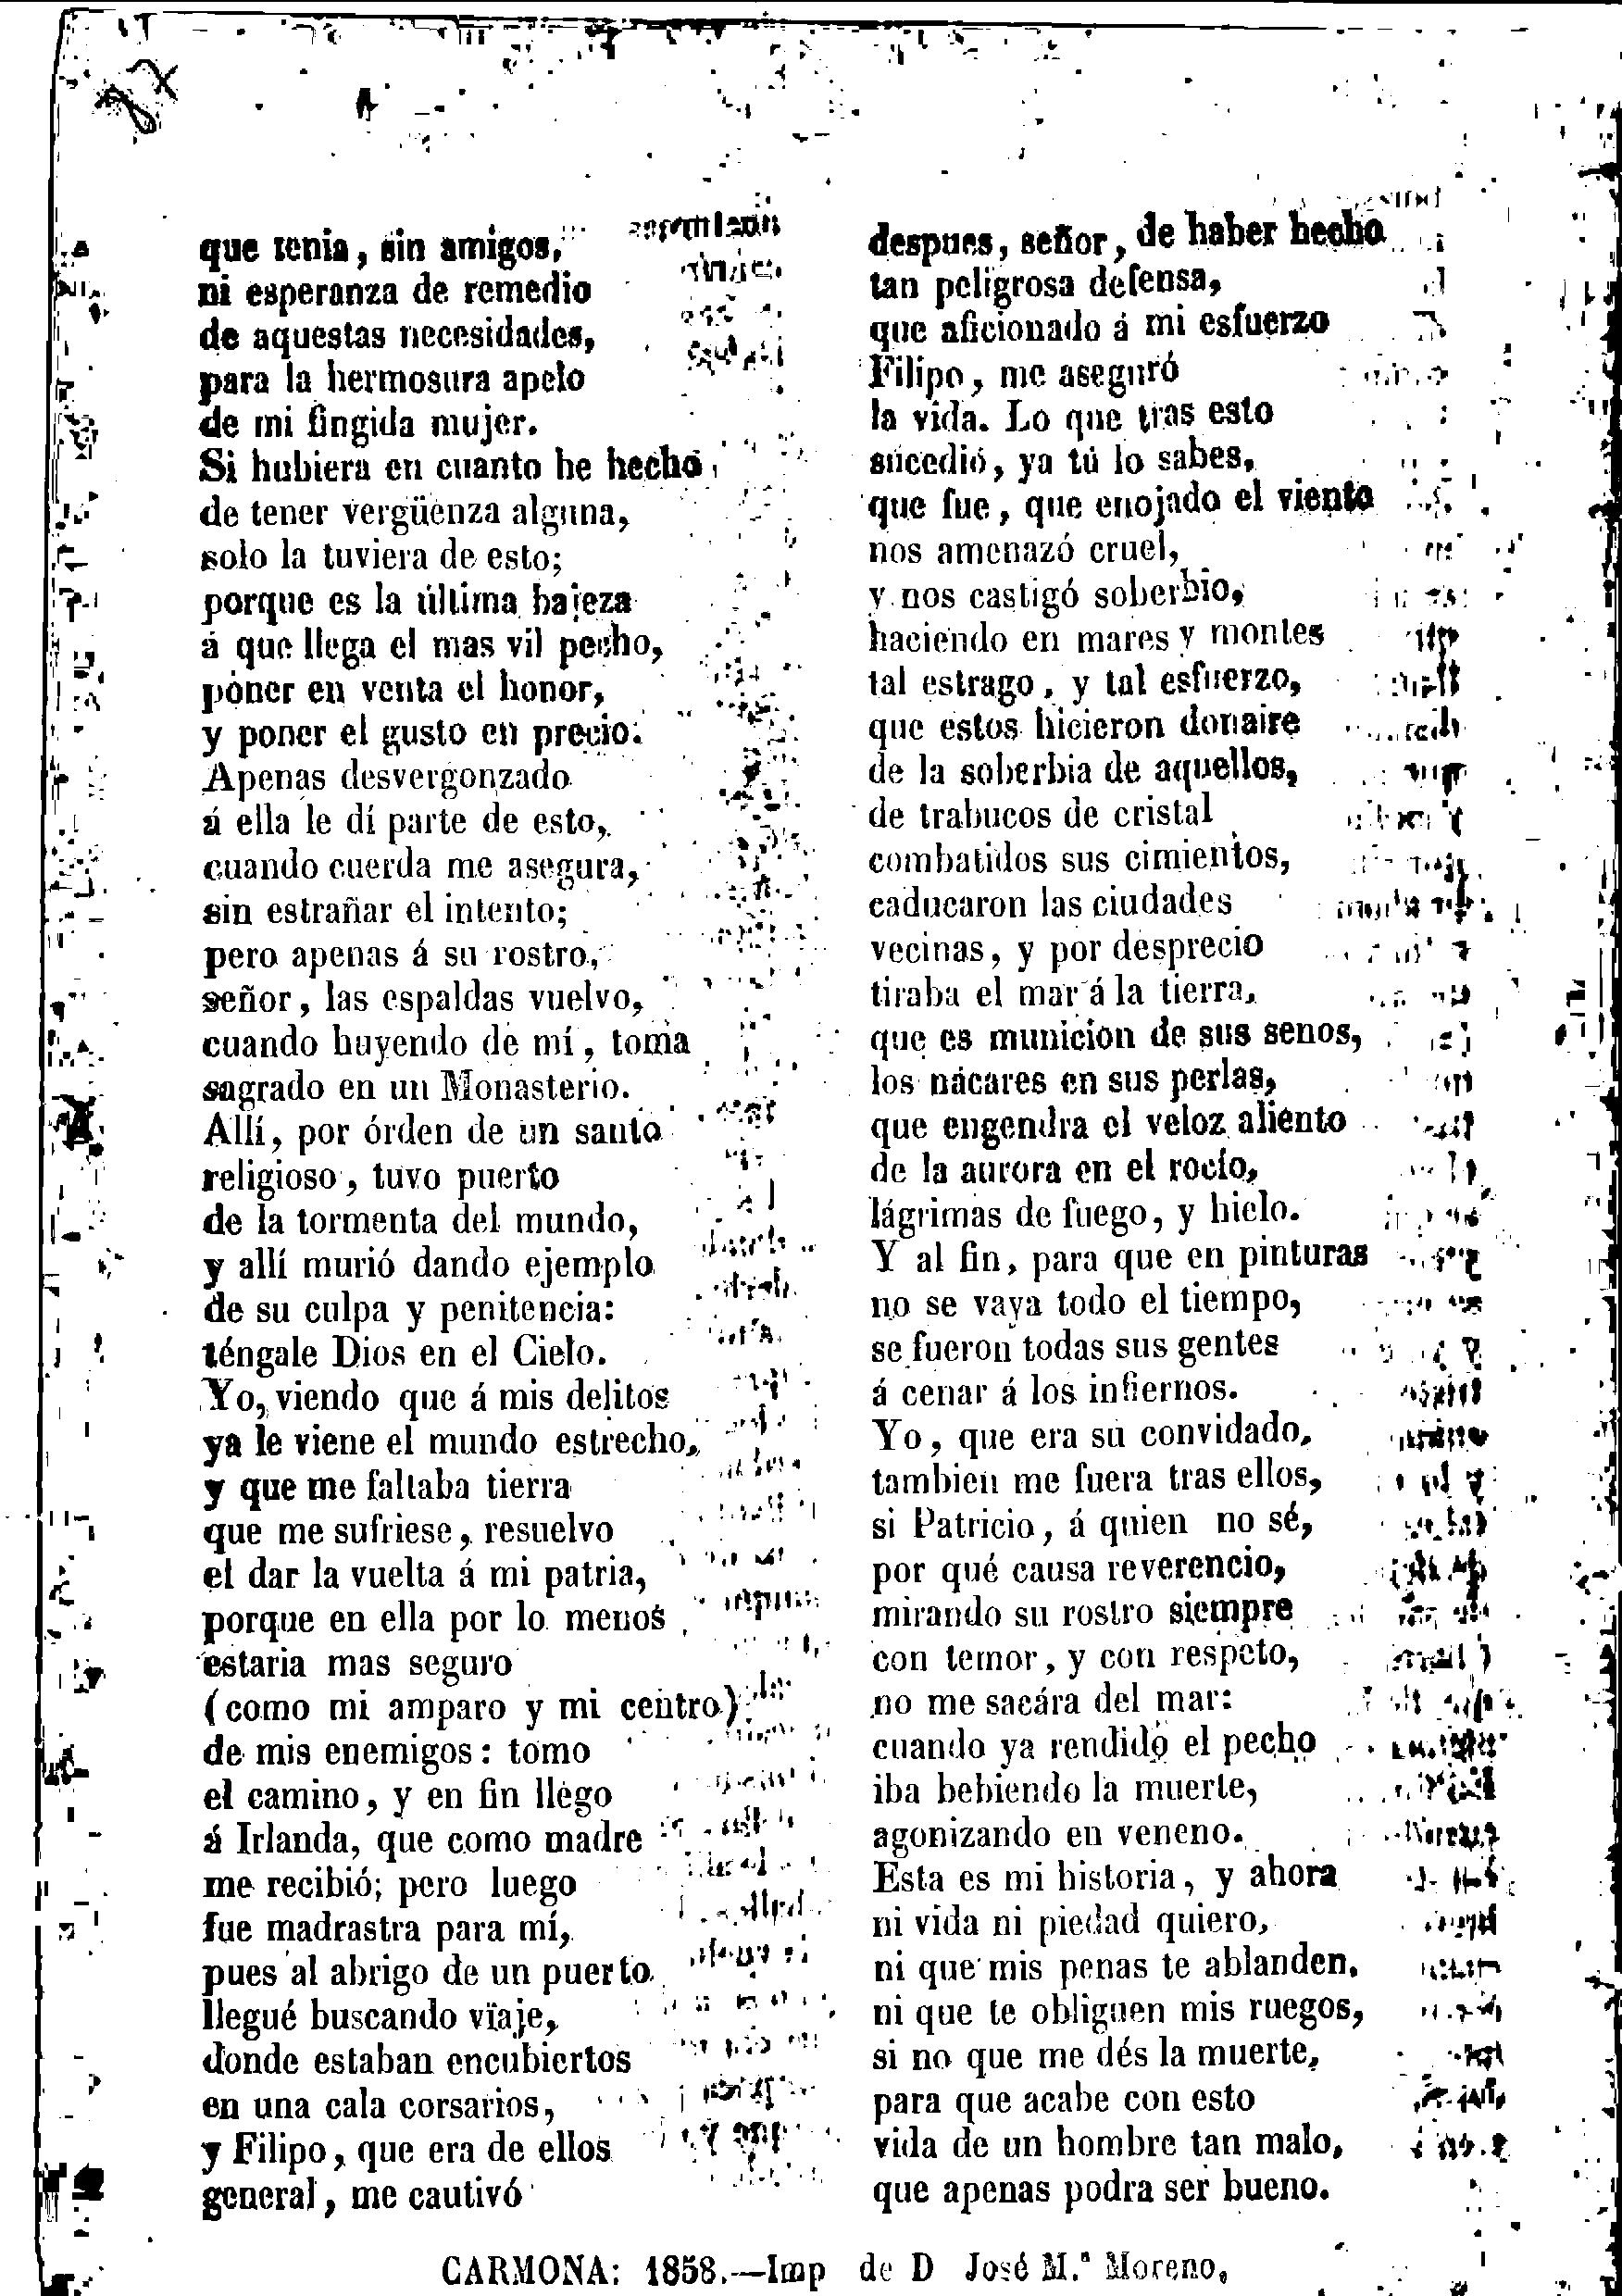 que tenia, sin amigos,
ni esperanza de remedio
de aquestas necesidades,
para la hermosura apelo
de mi fingida mujer.
Si hubiera en cuanto he hecho
de tener vergüenza alguna,
solo la tuviera de esto;
porque es la última bajeza
á que llega el mas vil pecho,
poner en venta el honor,
y poner el gusto en precio:
Apenas desvergonzado
á ella le dí parte de esto,
cuando cuerda me asegura,
sin estrañar el intento;
pero apenas á su rostro,
señor, las espaldas vuelvo,
cuando huyendo de mí, toma
sagrado en un Monasterio.
Allí, por órden de un santo
religioso, tuvo puerto
de la tormenta del mundo,
y allí murió dando ejemplo
de su culpa y penitencia:
téngale Dios en el Cielo.
Yo, viendo que á mis delitos
ya le viene el mundo estrecho,
y que me faltaba tierra
que me sufriese, resuelvo
el dar la vuelta á mi patria,
porque en ella por lo menos
estaria mas seguro
(como mi amparo y mi centro)
de mis enemigos: tomo
el camino, y en fin llego
á Irlanda, que como madre
me recibió; pero luego
fue madrastra para mí,
pues al abrigo de un puerto
llegué buscando viaje,
donde estaban encubiertos
en una cala corsarios,
y Filipo, que era de ellos
general, me cautivó
despues, señor, de haber hecho
tan peligrosa defensa,
que aficionado á mi esfuerzo
Filipo, me aseguró
la vida. Lo que tras esto
sucedió, ya tú lo sabes,
que fue, que enojado el viento
nos amenazó cruel,
y nos castigó soberbio,
haciendo en mares y montes
tal estrago, y tal esfuerzo,
que estos hicieron donaire
de la soberbia de aquellos,
de trabucos de cristal
combatidos sus cimientos,
caducaron las ciudades
vecinas, y por desprecio
tiraba el mar á la tierra,
que es municion de sus senos,
los nácares en sus perlas,
que engendra el veloz aliento
de la aurora en el rocío,
lágrimas de fuego, y hielo.
Y al fin, para que en pinturas
no se vaya todo el tiempo,
se fueron todas sus gentes
á cenar á los infiernos.
Yo, que era su convidado,
tambien me fuera tras ellos,
si Patricio, á quien no sé,
por qué causa reverencio,
mirando su rostro siempre
con temor, y con respeto,
no me sacára del mar:
cuando ya rendido el pecho
iba bebiendo la muerte,
agonizando en veneno.
Esta es mi historia, y ahora
ni vida ni piedad quiero,
ni que mis penas te ablanden,
ni que te obliguen mis ruegos,
si no que me dés la muerte,
para que acabe con esto
vida de un hombre tan malo,
que apenas podra ser bueno.
CARMONA: 1858.—Imp de D José M.ª Moreno.